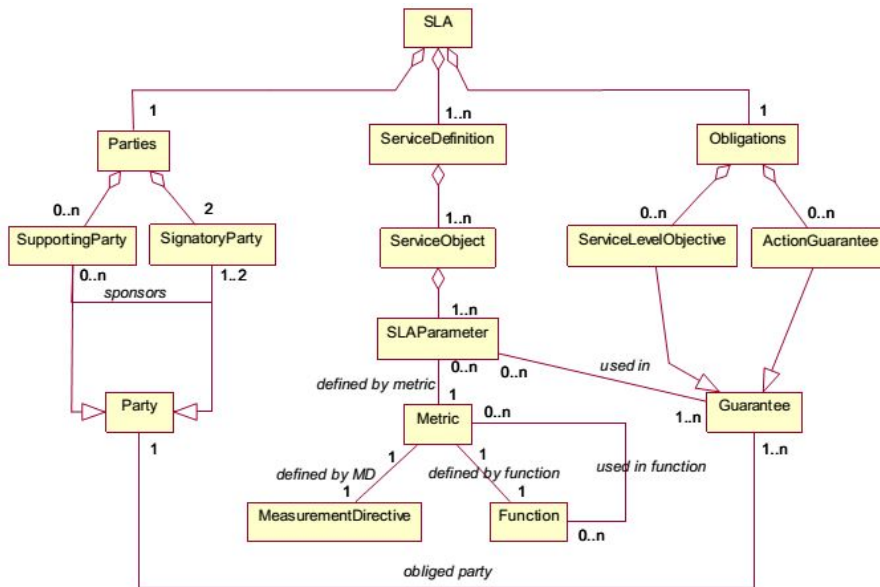 SLA
1
1..n
1
Parties
ServiceDefinition
Obligations
0..n
2
1..n
0..n
0..n
SupportingParty
SignatoryParty
ServiceObject
ServiceLevelObjective
ActionGuarantee
0..n
1..2
sponsors
1..n
SLAParameter
0..n
0..n
used in
defined by metric
Party
1
Metric
0..n
Guarantee
1..n
1
1..n
1
1
defined by MD
defined by function
used in function
1
1
MeasurementDirective
Function
0..n
obliged party